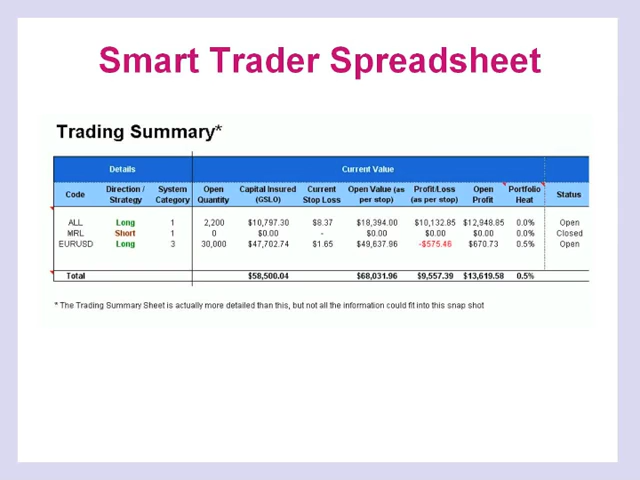 Smart Trader Spreadsheet
Trading Summary*
Details Current Value
Code Direction / Strategy System Category Open Quantity Capital Insured (GSLO) Current Stop Loss Open Value (as per stop) Profit/Loss (as per stop) Open Profit Portfolio Heat Status
ALL Long 1 2,200 $10,797.30 $8.37 $18,394.00 $10,132.85 $12,948.85 0.0% Open
MRL Short 1 0 $0.00 - $0.00 $0.00 $0.00 0.0% Closed
EURUSD Long 3 30,000 $47,702.74 $1.65 $49,637.96 -$575.46 $670.73 0.5% Open
Total $58,500.04 $68,031.96 $9,557.39 $13,619.58 0.5%
* The Trading Summary Sheet is actually more detailed than this, but not all the information could fit into this snap shot